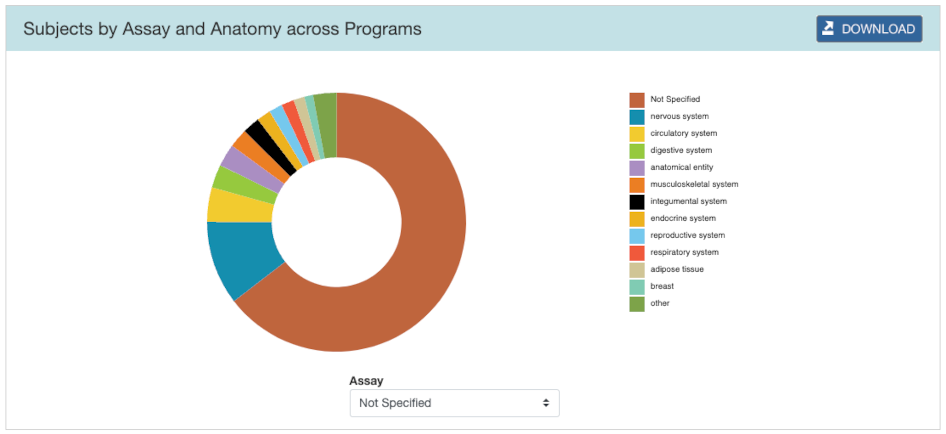 Subjects by Assay and Anatomy across Programs
DOWNLOAD
Not Specified
nervous system
circulatory system
digestive system
anatomical entity
musculoskeletal system
integumental system
endocrine system
reproductive system
respiratory system
adipose tissue
breast
other
Assay
Not Specified